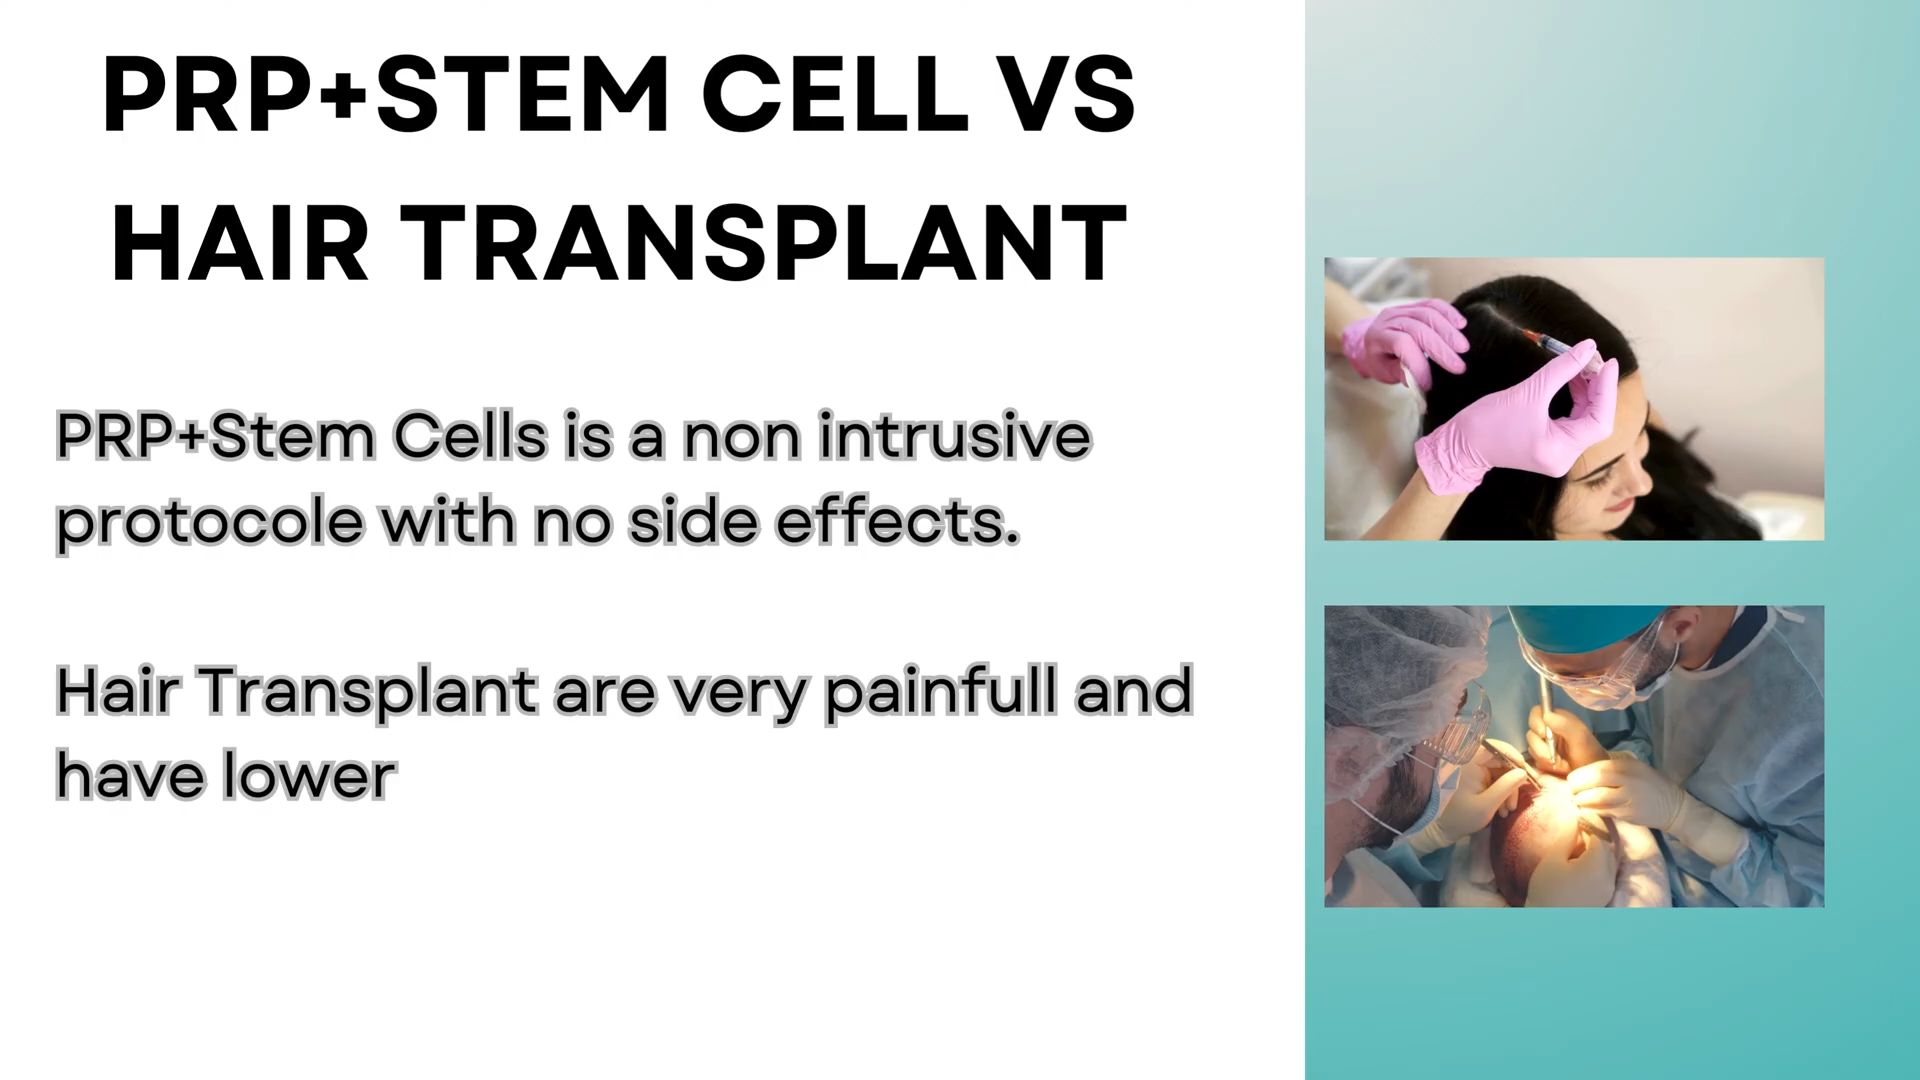 PRP+STEM CELL VS
HAIR TRANSPLANT
PRP+Stem Cells is a non intrusive
protocole with no side effects.
Hair Transplant are very painfull and
have lower